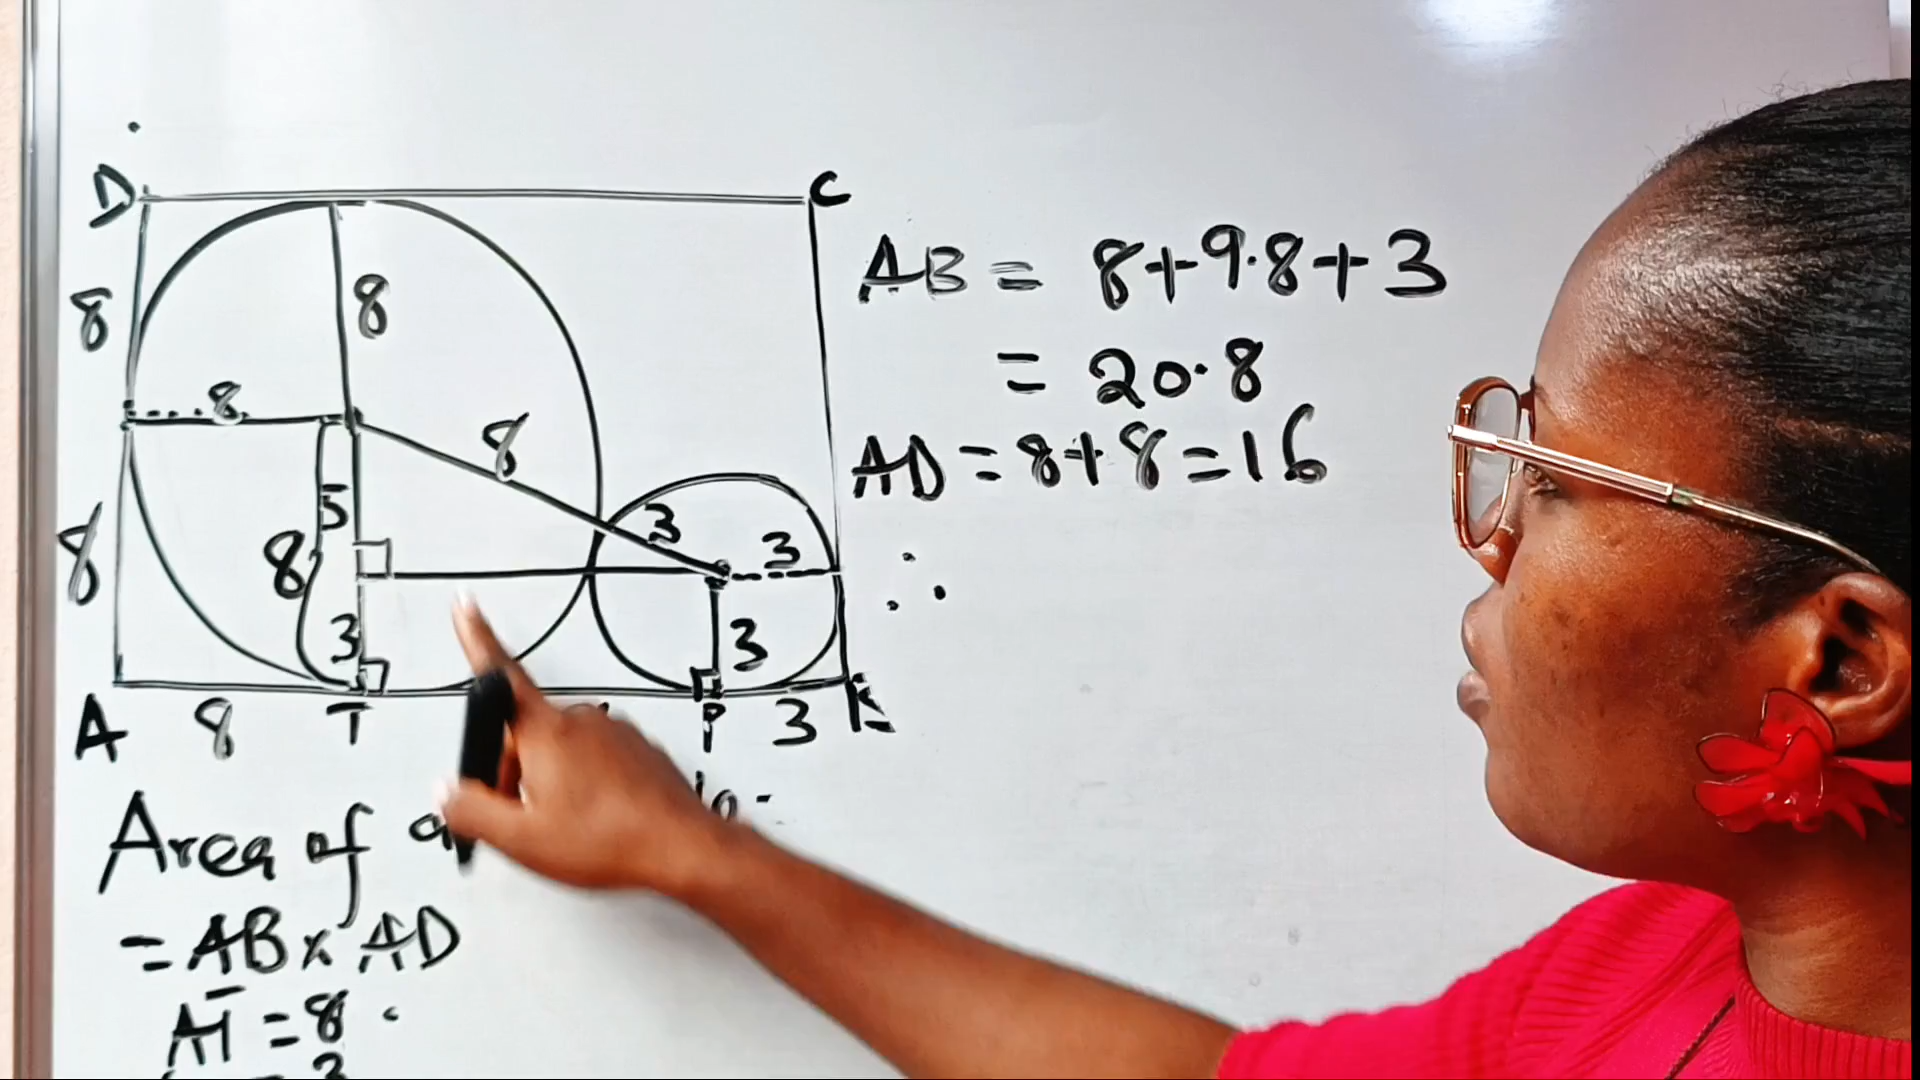 D
C
8
8
AB = 8+9.8+3
= 20.8
8
8
AD = 8+8=16
5
8
8
3
3
∴
3
3
A
8
T
P
3
B
Area of
= AB x AD
AT = 8
3